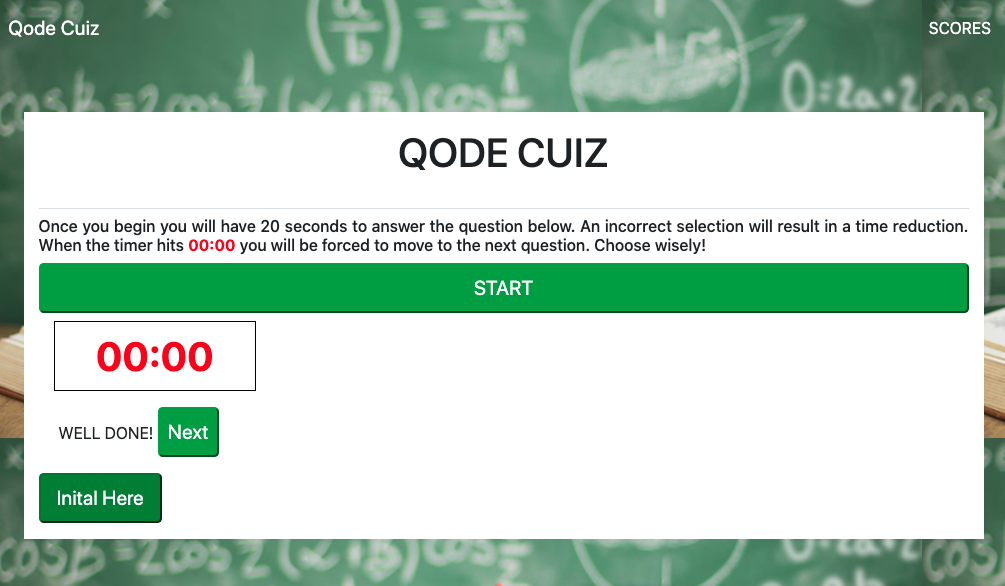 Qode Cuiz
SCORES
QODE CUIZ
Once you begin you will have 20 seconds to answer the question below. An incorrect selection will result in a time reduction.
When the timer hits 00:00 you will be forced to move to the next question. Choose wisely!
START
00:00
WELL DONE! Next
Inital Here